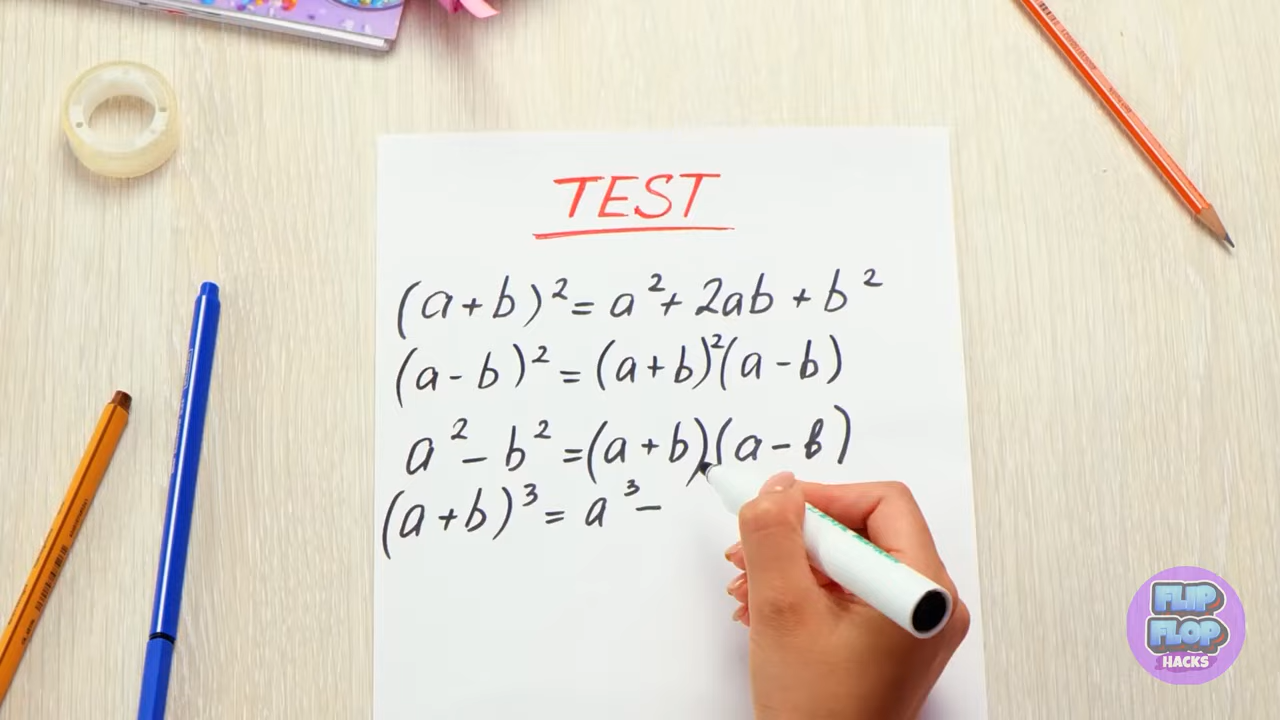 TEST
(a+b)²= a²+ 2ab + b²
(a- b)² = (a+b)²(a-b)
a²- b² =(a+b)(a-b)
(a+b)³= a³-
FLIP
FLOP
HACKS